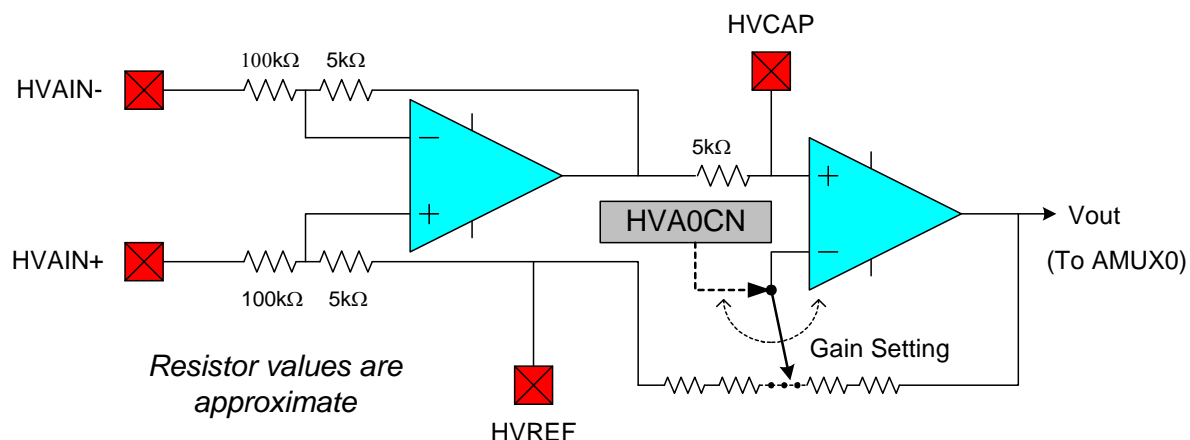 HVCAP
100kΩ
5kΩ
HVAIN-
5kΩ
HVA0CN
Vout
(To AMUX0)
HVAIN+
100kΩ
5kΩ
Gain Setting
Resistor values are
approximate
HVREF